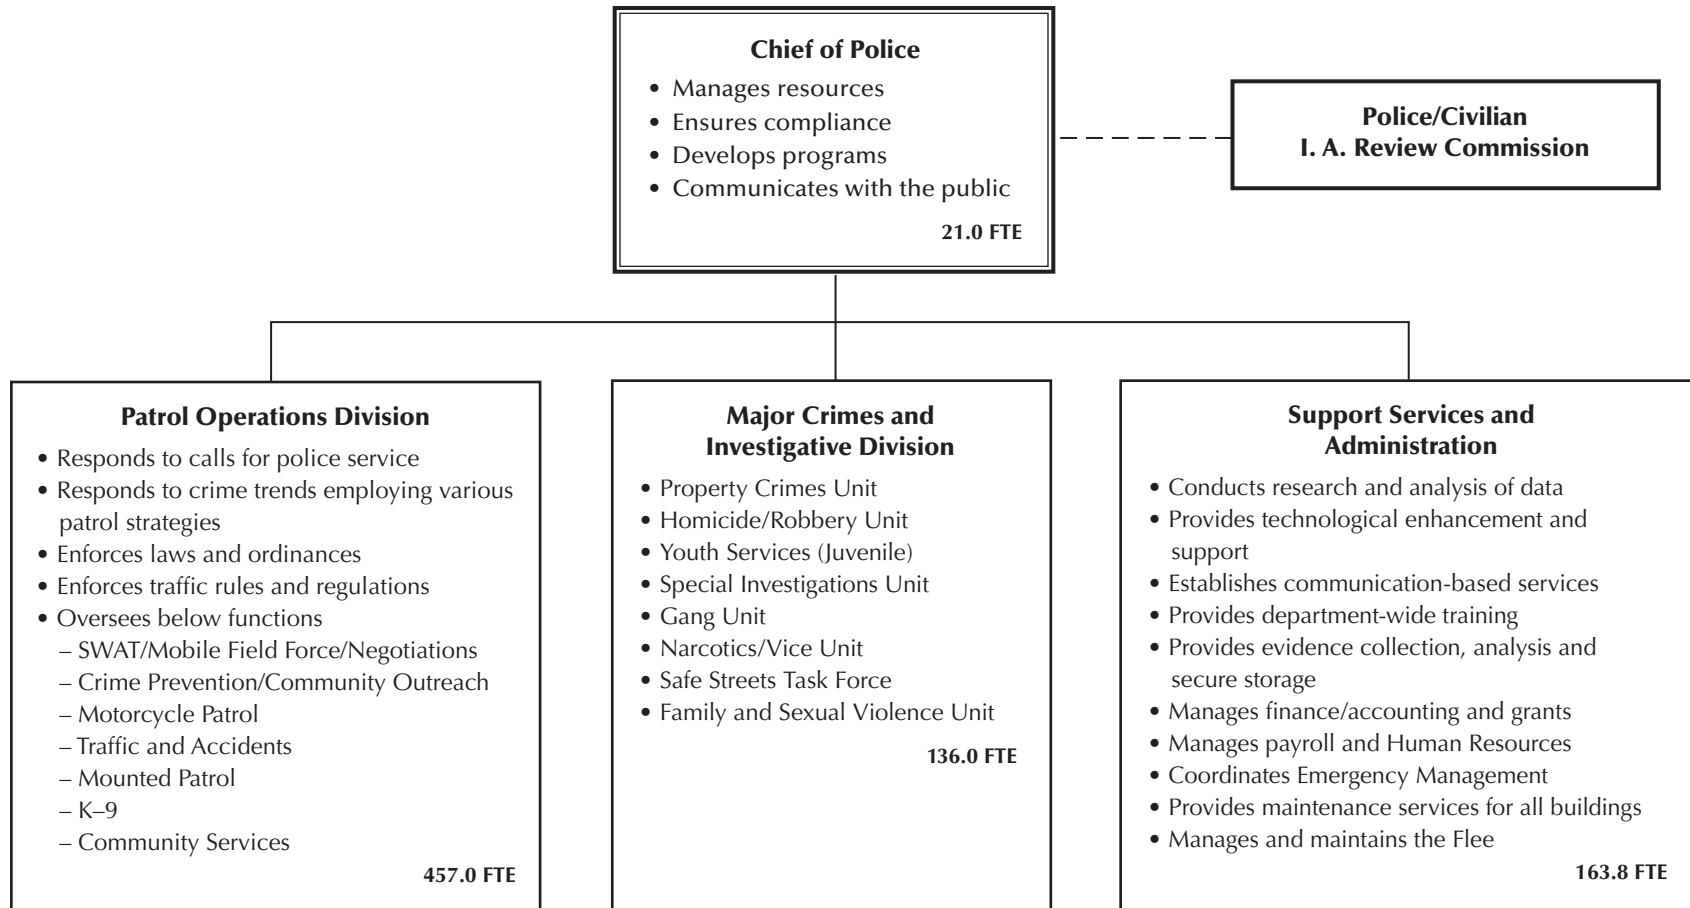 Chief of Police
• Manages resources
• Ensures compliance
• Develops programs
• Communicates with the public
21.0 FTE
Police/Civilian
I. A. Review Commission
Patrol Operations Division
• Responds to calls for police service
• Responds to crime trends employing various
patrol strategies
• Enforces laws and ordinances
• Enforces traffic rules and regulations
• Oversees below functions
– SWAT/Mobile Field Force/Negotiations
– Crime Prevention/Community Outreach
– Motorcycle Patrol
– Traffic and Accidents
– Mounted Patrol
– K–9
– Community Services
457.0 FTE
Major Crimes and
Investigative Division
• Property Crimes Unit
• Homicide/Robbery Unit
• Youth Services (Juvenile)
• Special Investigations Unit
• Gang Unit
• Narcotics/Vice Unit
• Safe Streets Task Force
• Family and Sexual Violence Unit
136.0 FTE
Support Services and
Administration
• Conducts research and analysis of data
• Provides technological enhancement and
support
• Establishes communication-based services
• Provides department-wide training
• Provides evidence collection, analysis and
secure storage
• Manages finance/accounting and grants
• Manages payroll and Human Resources
• Coordinates Emergency Management
• Provides maintenance services for all buildings
• Manages and maintains the Flee
163.8 FTE